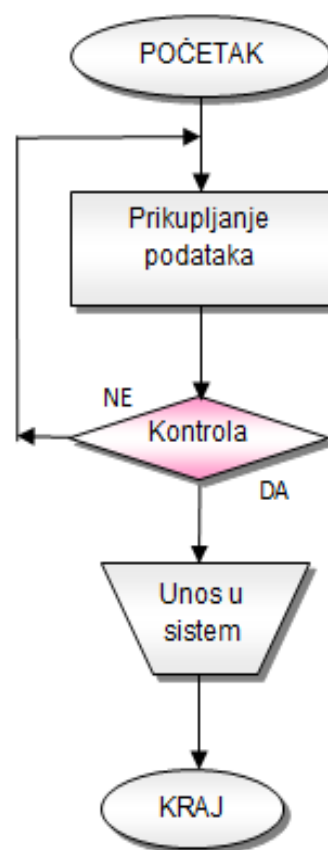 POČETAK
Prikupljanje
podataka
NE
Kontrola
DA
Unos u
sistem
KRAJ